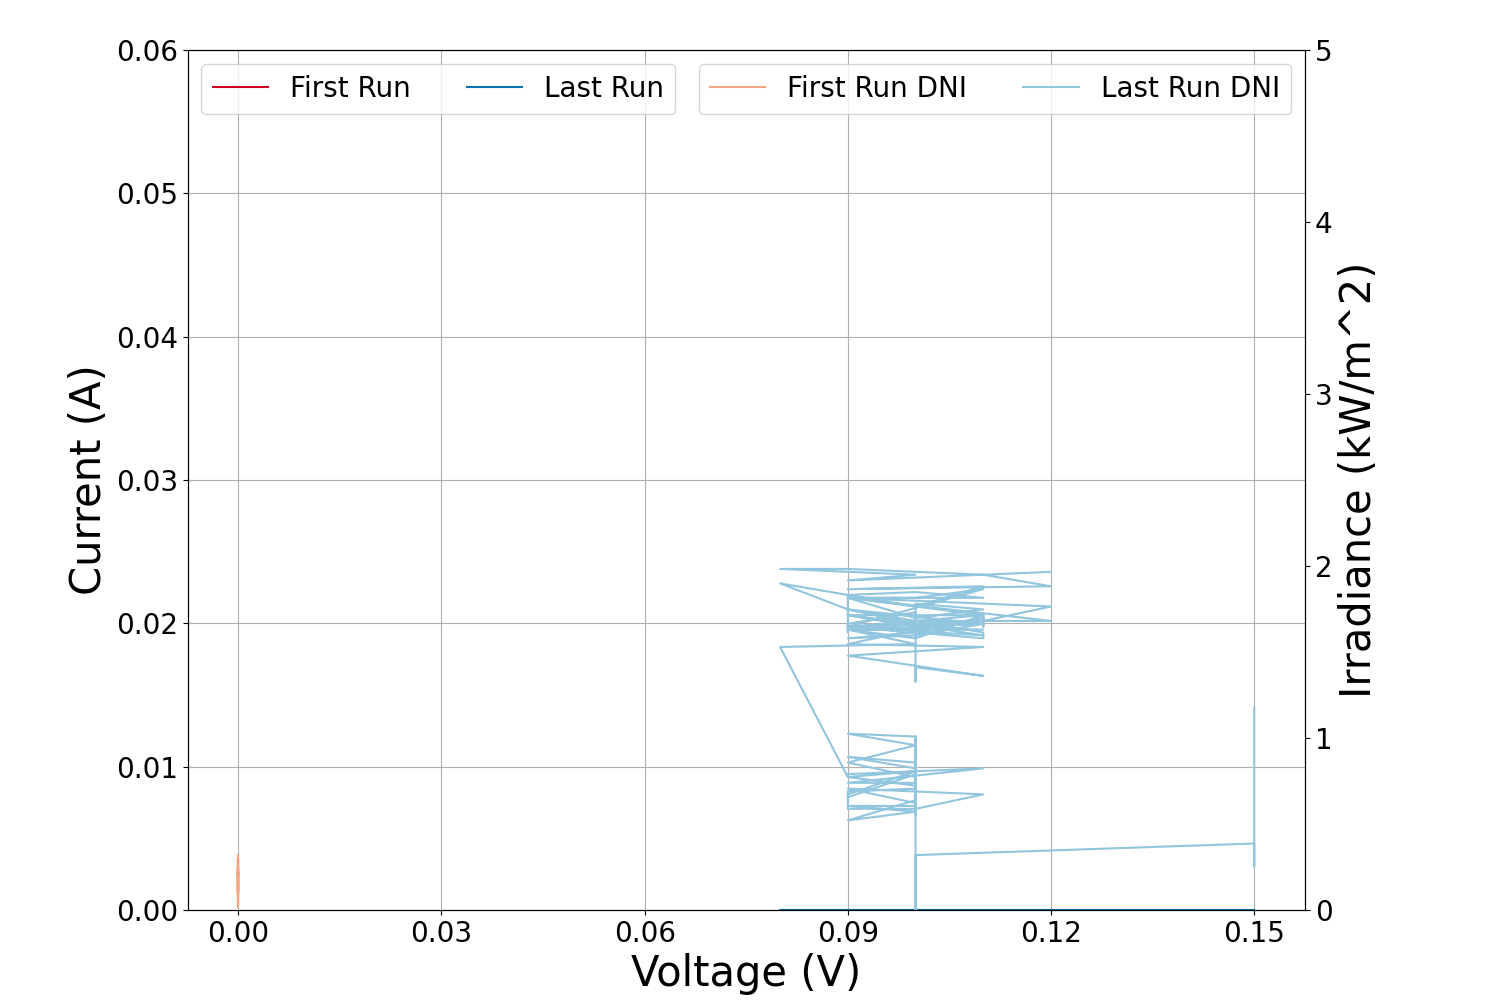 First Run
Last Run
First Run DNI
Last Run DNI
0.06
0.05
0.04
0.03
0.02
0.01
0.00
Current (A)
5
4
3
2
1
0
Irradiance (kW/m^2)
0.00
0.03
0.06
0.09
0.12
0.15
Voltage (V)